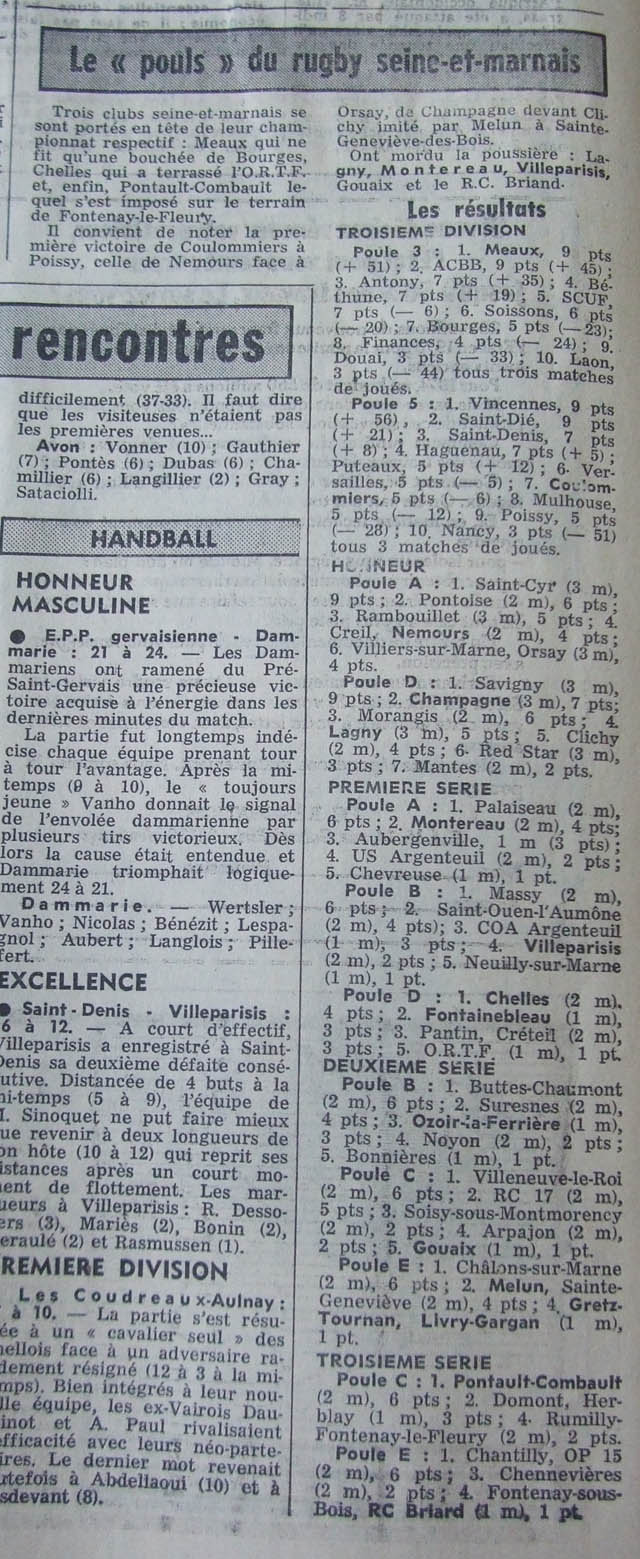 Le « pouls » du rugby seine-et-marnais
Trois clubs seine-et-marnais se
sont portés en tête de leur cham-
pionnat respectif : Meaux qui ne
fit qu'une bouchée de Bourges,
Chelles qui a terrassé l'O.R.T.F.
et, enfin, Pontault-Combault le-
quel s'est imposé sur le terrain
de Fontenay-le-Fleury.
Il convient de noter la pre-
mière victoire de Coulommiers à
Poissy, celle de Nemours face à
Orsay, de Champagne devant Cli-
chy imité par Melun à Sainte-
Geneviève-des-Bois.
Ont mordu la poussière : La-
gny, Montereau, Villeparisis,
Gouaix et le R.C. Briand.
Les résultats
TROISIEME DIVISION
Poule 3 : 1. Meaux, 9 pts
(+ 51) ; 2. ACBB, 9 pts (+ 45) ;
3. Antony, 7 pts (+ 35) ; 4. Bé-
thune, 7 pts (+ 19) ; 5. SCUF,
7 pts (— 6) ; 6. Soissons, 6 pts
(— 20) ; 7. Bourges, 5 pts (— 23) ;
8. Finances, 4 pts (— 24) ; 9.
Douai, 3 pts (— 33) ; 10. Laon,
3 pts (— 44) tous trois matches
de joués.
Poule 5 : 1. Vincennes, 9 pts
(+ 56), 2. Saint-Dié, 9 pts
(+ 21) ; 3. Saint-Denis, 7 pts
(+ 8) ; 4. Haguenau, 7 pts (+ 5) ;
Puteaux, 5 pts (+ 12) ; 6. Ver-
sailles, 5 pts (— 5) ; 7. Coulom-
miers, 5 pts (— 6) ; 8. Mulhouse,
5 pts (— 12) ; 9. Poissy, 5 pts
(— 28) ; 10. Nancy, 3 pts (— 51)
tous 3 matches de joués.
HONNEUR
Poule A : 1. Saint-Cyr (3 m),
9 pts ; 2. Pontoise (2 m), 6 pts ;
3. Rambouillet (3 m), 5 pts ; 4.
Creil, Nemours (2 m), 4 pts ;
6. Villiers-sur-Marne, Orsay (3 m),
4 pts.
Poule D : 1. Savigny (3 m),
9 pts ; 2. Champagne (3 m), 7 pts ;
3. Morangis (2 m), 6 pts ; 4.
Lagny (3 m), 5 pts ; 5. Clichy
(2 m), 4 pts ; 6. Red Star (3 m),
3 pts ; 7. Mantes (2 m), 2 pts.
PREMIERE SERIE
Poule A : 1. Palaiseau (2 m),
6 pts ; 2. Montereau (2 m), 4 pts ;
3. Aubergenville, 1 m (3 pts) ;
4. US Argenteuil (2 m), 2 pts ;
5. Chevreuse (1 m), 1 pt.
Poule B : 1. Massy (2 m),
6 pts ; 2. Saint-Ouen-l'Aumône
(2 m), 4 pts) ; 3. COA Argenteuil
(1 m), 3 pts ; 4. Villeparisis
(2 m), 2 pts ; 5. Neuilly-sur-Marne
(1 m), 1 pt.
Poule D : 1. Chelles (2 m),
4 pts ; 2. Fontainebleau (1 m),
3 pts ; 3. Pantin, Créteil (2 m),
3 pts ; 5. O.R.T.F. (1 m), 1 pt.
DEUXIEME SERIE
Poule B : 1. Buttes-Chaumont
(2 m), 6 pts ; 2. Suresnes (2 m),
4 pts ; 3. Ozoir-la-Ferrière (1 m),
3 pts ; 4. Noyon (2 m), 2 pts ;
5. Bonnières (1 m), 1 pt.
Poule C : 1. Villeneuve-le-Roi
(2 m), 6 pts ; 2. RC 17 (2 m),
5 pts ; 3. Soisy-sous-Montmorency
(2 m), 2 pts ; 4. Arpajon (2 m),
2 pts ; 5. Gouaix (1 m), 1 pt.
Poule E : 1. Châlons-sur-Marne
(2 m), 6 pts ; 2. Melun, Sainte-
Geneviève (2 m), 4 pts ; 4. Gretz-
Tournan, Livry-Gargan (1 m),
1 pt.
TROISIEME SERIE
Poule C : 1. Pontault-Combault
(2 m), 6 pts ; 2. Domont, Her-
blay (1 m), 3 pts ; 4. Rumilly-
Fontenay-le-Fleury (2 m), 2 pts.
Poule E : 1. Chantilly, OP 15
(2 m), 6 pts ; 3. Chennevières
(2 m), 2 pts ; 4. Fontenay-sous-
Bois, RC Briard (1 m), 1 pt.
rencontres
difficilement (37-33). Il faut dire
que les visiteuses n'étaient pas
les premières venues...
Avon : Vonner (10) ; Gauthier
(7) ; Pontès (6) ; Dubas (6) ; Cha-
millier (6) ; Langillier (2) ; Gray ;
Sataciolli.
HANDBALL
HONNEUR
MASCULINE
● E.P.P. gervaisienne - Dam-
marie : 21 à 24. — Les Dam-
mariens ont ramené du Pré-
Saint-Gervais une précieuse vic-
toire acquise à l'énergie dans les
dernières minutes du match.
La partie fut longtemps indé-
cise chaque équipe prenant tour
à tour l'avantage. Après la mi-
temps (9 à 10), le « toujours
jeune » Vanho donnait le signal
de l'envolée dammarienne par
plusieurs tirs victorieux. Dès
lors la cause était entendue et
Dammarie triomphait logique-
ment 24 à 21.
Dammarie. — Wertsler ;
Vanho ; Nicolas ; Bénézit ; Lespa-
gnol ; Aubert ; Langlois ; Pille-
fert.
EXCELLENCE
● Saint-Denis - Villeparisis :
6 à 12. — A court d'effectif,
Villeparisis a enregistré à Saint-
Denis sa deuxième défaite consé-
cutive. Distancée de 4 buts à la
mi-temps (5 à 9), l'équipe de
M. Sinoquet ne put faire mieux
que revenir à deux longueurs de
son hôte (10 à 12) qui reprit ses
distances après un court mo-
ment de flottement. Les mar-
queurs à Villeparisis : R. Desso-
ers (3), Mariès (2), Bonin (2),
eraulé (2) et Rasmussen (1).
REMIERE DIVISION
Les Coudreaux-Aulnay :
à 10. — La partie s'est résu-
ée à un « cavalier seul » des
hellois face à un adversaire ra-
dement résigné (12 à 3 à la mi-
mps). Bien intégrés à leur nou-
lle équipe, les ex-Vairois Dau-
inot et A. Paul rivalisaient
efficacité avec leurs néo-parte-
ires. Le dernier mot revenait
utefois à Abdellaoui (10) et à
sdevant (8).